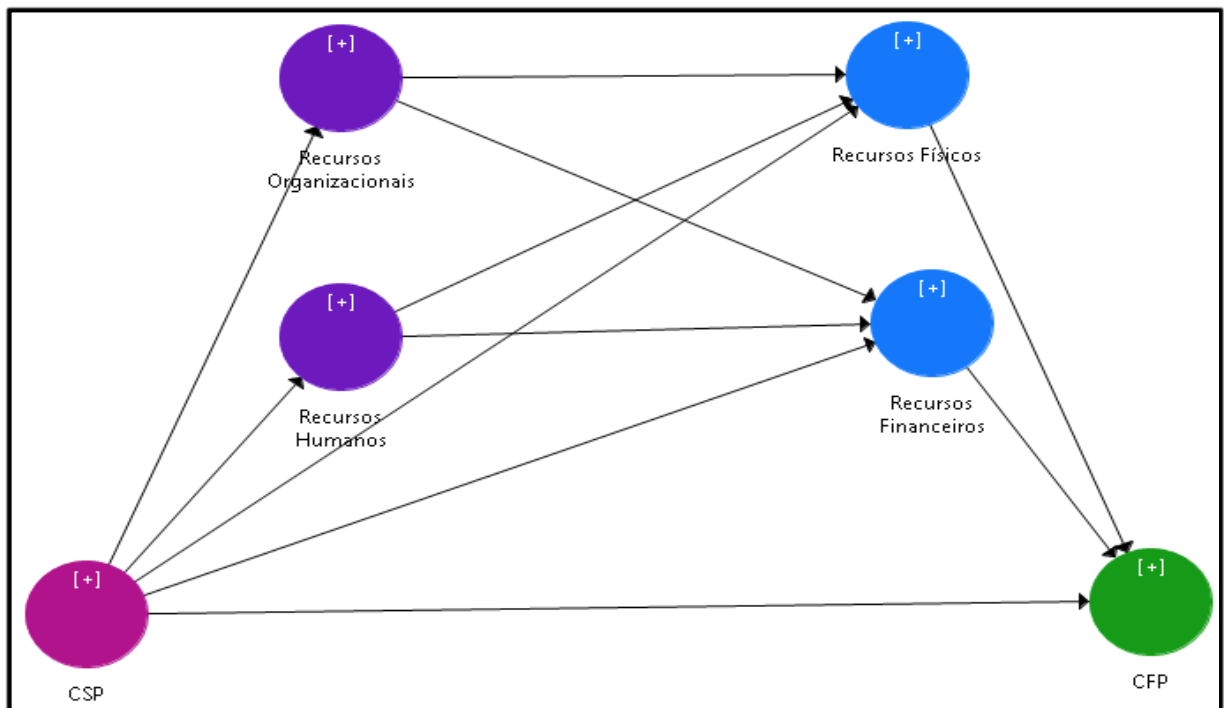 [+]
[+]
Recursos
Organizacionais
Recursos Físicos
[+]
[+]
Recursos
Humanos
Recursos
Financeiros
[+]
[+]
CSP
CFP